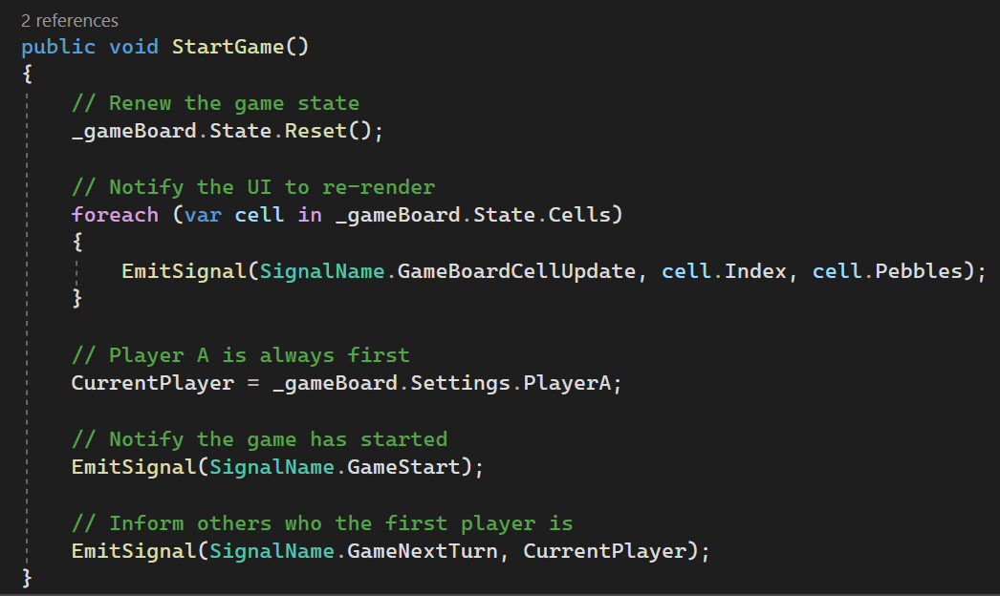 2 references
public void StartGame()
{
// Renew the game state
_gameBoard.State.Reset();
// Notify the UI to re-render
foreach (var cell in _gameBoard.State.Cells)
{
EmitSignal(SignalName.GameBoardCellUpdate, cell.Index, cell.Pebbles);
}
// Player A is always first
CurrentPlayer = _gameBoard.Settings.PlayerA;
// Notify the game has started
EmitSignal(SignalName.GameStart);
// Inform others who the first player is
EmitSignal(SignalName.GameNextTurn, CurrentPlayer);
}